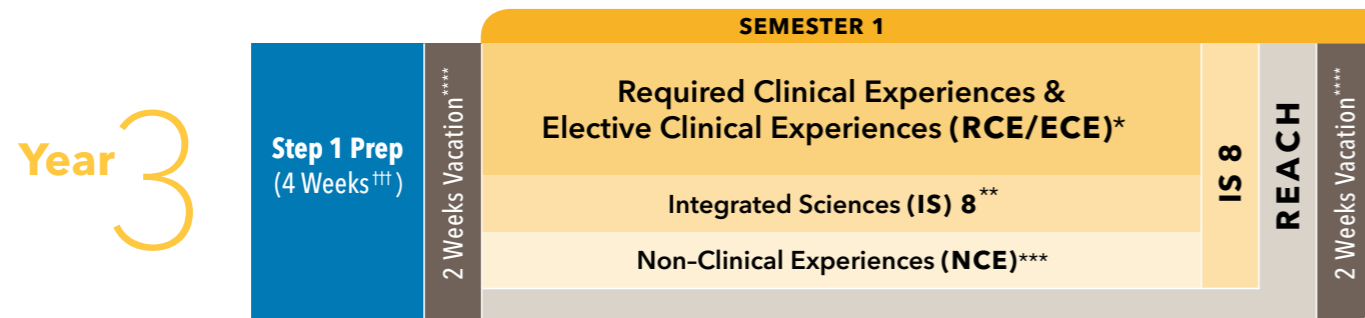 SEMESTER 1
Year 3
Step 1 Prep
(4 Weeks†††)
2 Weeks Vacation****
Required Clinical Experiences &
Elective Clinical Experiences (RCE/ECE)*
Integrated Sciences (IS) 8**
Non–Clinical Experiences (NCE)***
IS 8
REACH
2 Weeks Vacation****